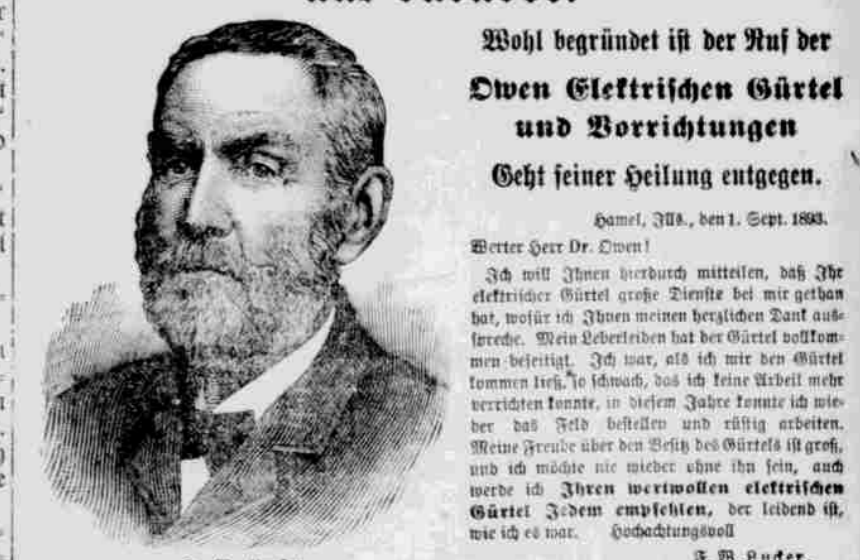 Wohl begründet ist der Ruf der
Owen Elektrischen Gürtel
und Vorrichtungen
Geht seiner Heilung entgegen.
Hamel, Ills., den 1. Sept. 1893.
Werter Herr Dr. Owen!
Ich will Ihnen hierdurch mitteilen, daß Ihr
elektrischer Gürtel große Dienste bei mir gethan
hat, wofür ich Ihnen meinen herzlichen Dank aus-
spreche. Mein Leberleiden hat der Gürtel vollkom-
men beseitigt. Ich war, als ich mir den Gürtel
kommen ließ, so schwach, das ich keine Arbeit mehr
verrichten konnte, in diesem Jahre konnte ich wie-
der das Feld bestellen und rüstig arbeiten.
Meine Freude über den Besitz des Gürtels ist groß,
und ich möchte nie wieder ohne ihn sein, auch
werde ich Ihren wertwollen elektrischen
Gürtel Jedem empfehlen, der leidend ist,
wie ich es war. Hochachtungsvoll
F. W.